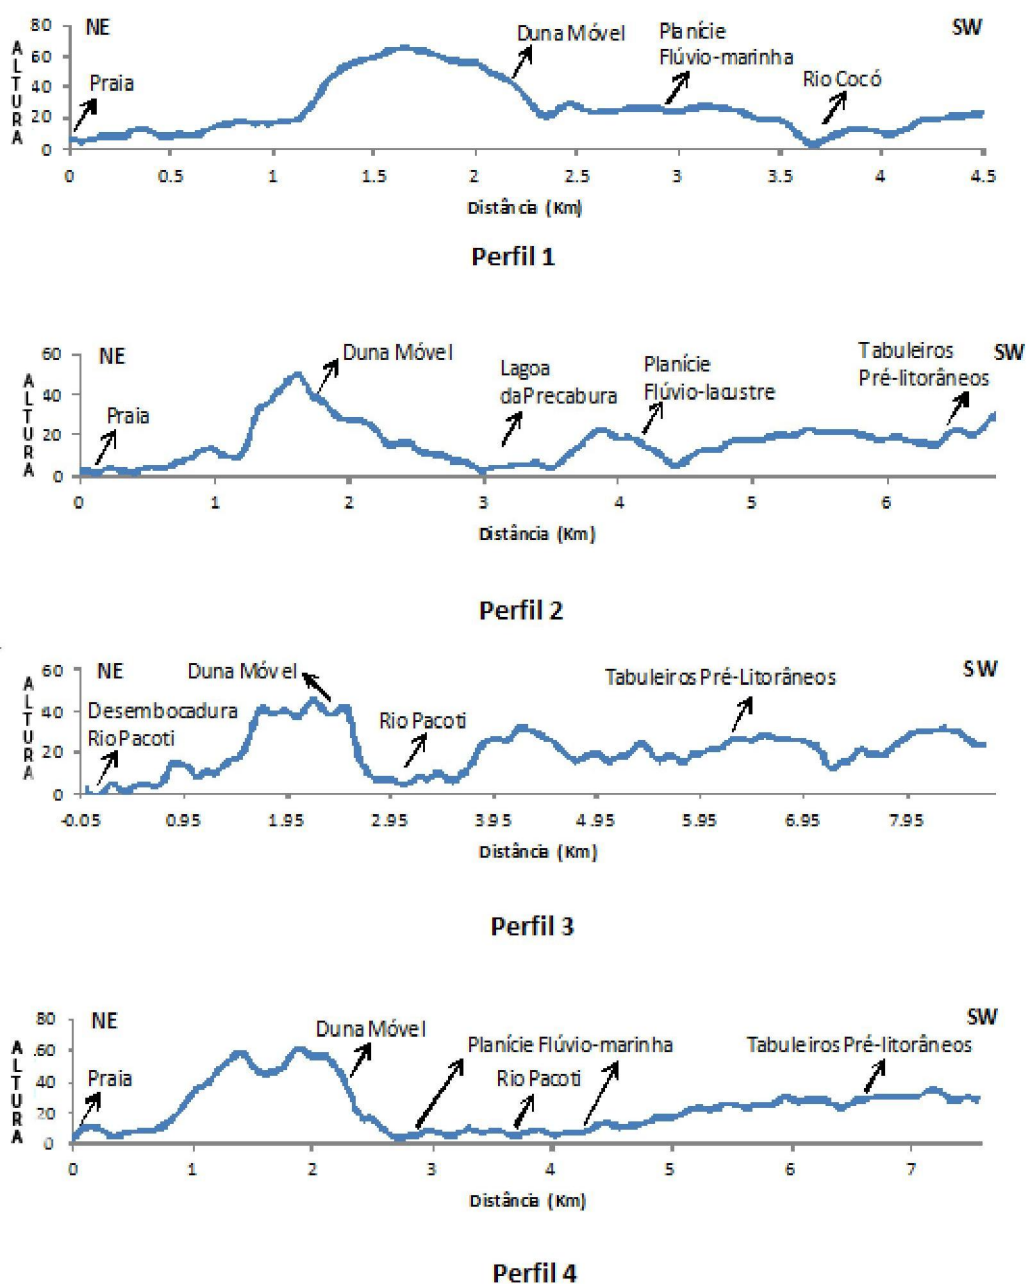 80
60
40
20
0
ALTURA
NE
SW
Praia
Duna Móvel
Planície
Flúvio-marinha
Rio Cocó
0 0.5 1 1.5 2 2.5 3 3.5 4 4.5
Distância (Km)
Perfil 1
60
40
20
0
ALTURA
NE
SW
Praia
Duna Móvel
Lagoa
da Precabura
Planície
Flúvio-lacustre
Tabuleiros
Pré-litorâneos
0 1 2 3 4 5 6
Distância (Km)
Perfil 2
60
40
20
0
ALTURA
NE
SW
Desembocadura
Rio Pacoti
Duna Móvel
Rio Pacoti
Tabuleiros Pré-Litorâneos
-0.05 0.95 1.95 2.95 3.95 4.95 5.95 6.95 7.95
Distância (Km)
Perfil 3
80
60
40
20
0
ALTURA
NE
SW
Praia
Duna Móvel
Planície Flúvio-marinha
Rio Pacoti
Tabuleiros Pré-litorâneos
0 1 2 3 4 5 6 7
Distância (Km)
Perfil 4